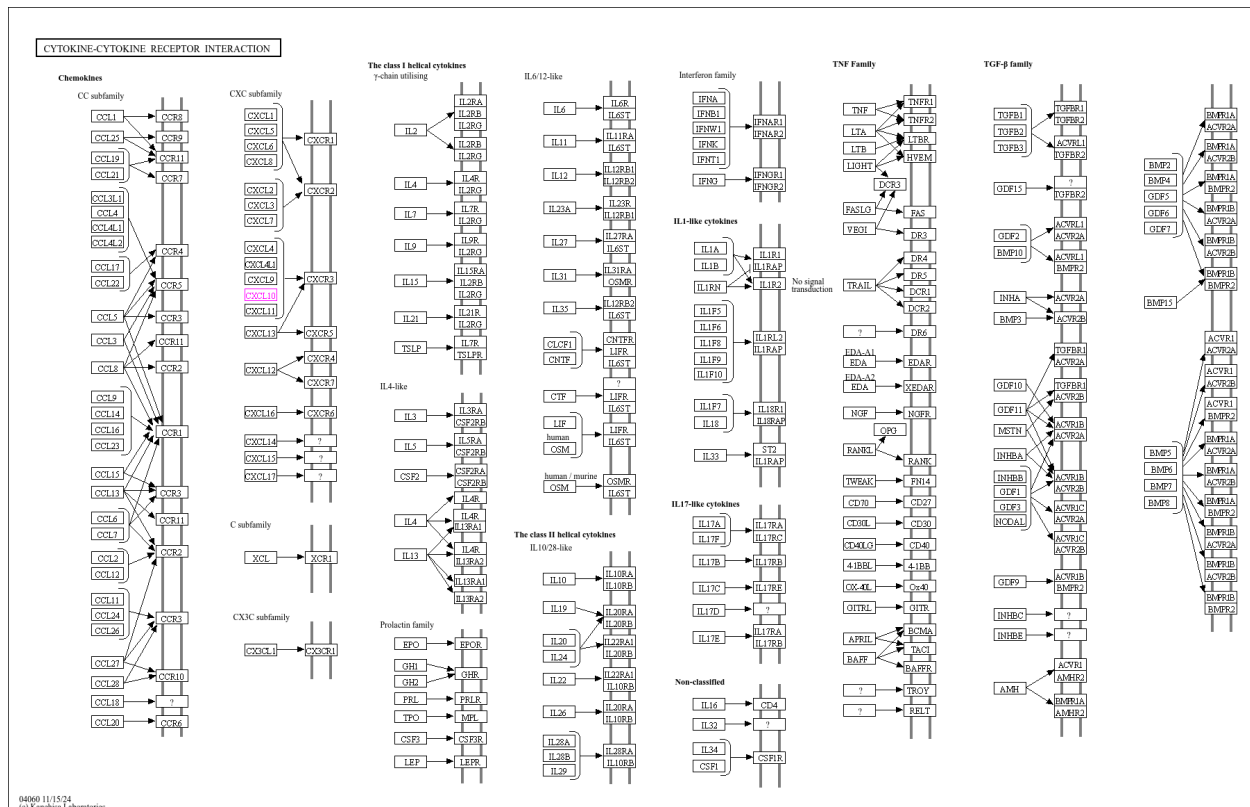 CYTOKINE-CYTOKINE RECEPTOR INTERACTION
Chemokines
CC subfamily
CCL1
CCL25
CCL19
CCL21
CCL3L1
CCL4
CCL4L1
CCL4L2
CCL17
CCL22
CCL5
CCL3
CCL8
CCL9
CCL14
CCL16
CCL23
CCL15
CCL13
CCL6
CCL7
CCL2
CCL12
CCL11
CCL24
CCL26
CCL27
CCL28
CCL18
CCL20
CCR8
CCR9
CCR11
CCR7
CCR4
CCR5
CCR3
CCR11
CCR2
CCR1
CCR3
CCR11
CCR2
CCR3
CCR10
?
CCR6
CXC subfamily
CXCL1
CXCL5
CXCL6
CXCL8
CXCL2
CXCL3
CXCL7
CXCL4
CXCL4L1
CXCL9
CXCL10
CXCL11
CXCL13
CXCL12
CXCL16
CXCL14
CXCL15
CXCL17
CXCR1
CXCR2
CXCR3
CXCR5
CXCR4
CXCR7
CXCR6
?
?
?
C subfamily
XCL
XCR1
CX3C subfamily
CX3CL1
CX3CR1
The class I helical cytokines
γ-chain utilising
IL2
IL4
IL7
IL9
IL15
IL21
TSLP
IL2RA
IL2RB
IL2RG
IL2RB
IL2RG
IL4R
IL2RG
IL7R
IL2RG
IL9R
IL2RG
IL15RA
IL2RB
IL2RG
IL21R
IL2RG
IL7R
TSLPR
IL4-like
IL3
IL5
CSF2
IL4
IL13
IL3RA
CSF2RB
IL5RA
CSF2RB
CSF2RA
CSF2RB
IL4R
IL4R
IL13RA1
IL4R
IL13RA2
IL13RA1
IL13RA2
Prolactin family
EPO
GH1
GH2
PRL
TPO
CSF3
LEP
EPOR
GHR
PRLR
MPL
CSF3R
LEPR
IL6/12-like
IL6
IL11
IL12
IL23A
IL27
IL31
IL35
CLCF1
CNTF
CTF
LIF
human
OSM
human / murine
OSM
IL6R
IL6ST
IL11RA
IL6ST
IL12RB1
IL12RB2
IL23R
IL12RB1
IL27RA
IL6ST
IL31RA
OSMR
IL12RB2
IL6ST
CNTFR
LIFR
IL6ST
?
LIFR
IL6ST
LIFR
IL6ST
OSMR
IL6ST
The class II helical cytokines
IL10/28-like
IL10
IL19
IL20
IL24
IL22
IL26
IL28A
IL28B
IL29
IL10RA
IL10RB
IL20RA
IL20RB
IL22RA1
IL20RB
IL22RA1
IL10RB
IL20RA
IL10RB
IL28RA
IL10RB
Interferon family
IFNA
IFNB1
IFNW1
IFNK
IFNT1
IFNG
IFNAR1
IFNAR2
IFNGR1
IFNGR2
IL1-like cytokines
IL1A
IL1B
IL1RN
IL1F5
IL1F6
IL1F8
IL1F9
IL1F10
IL1F7
IL18
IL33
IL1R1
IL1RAP
IL1R2
No signal
transduction
IL1RL2
IL1RAP
IL18R1
IL18RAP
ST2
IL1RAP
IL17-like cytokines
IL17A
IL17F
IL17B
IL17C
IL17D
IL17E
IL17RA
IL17RC
IL17RB
IL17RE
?
IL17RA
IL17RB
Non-classified
IL16
IL32
IL34
CSF1
CD4
?
CSF1R
TNF Family
TNF
LTA
LTB
LIGHT
DCR3
FASLG
VEGI
TRAIL
?
EDA-A1
EDA
EDA-A2
EDA
NGF
OPG
RANKL
TWEAK
CD70
CD30L
CD40LG
4-1BBL
OX-40L
GITRL
APRIL
BAFF
?
?
TNFR1
TNFR2
LTBR
HVEM
FAS
DR3
DR4
DR5
DCR1
DCR2
DR6
EDAR
XEDAR
NGFR
RANK
FN14
CD27
CD30
CD40
4-1BB
Ox40
GITR
BCMA
TACI
BAFFR
TROY
RELT
TGF-β family
TGFB1
TGFB2
TGFB3
GDF15
GDF2
BMP10
INHA
BMP3
GDF10
GDF11
MSTN
INHBA
INHBB
GDF1
GDF3
NODAL
GDF9
INHBC
INHBE
AMH
TGFBR1
TGFBR2
ACVRL1
TGFBR2
?
TGFBR2
ACVRL1
ACVR2A
ACVRL1
BMPR2
ACVR2A
ACVR2B
TGFBR1
ACVR2A
TGFBR1
ACVR2B
ACVR1B
ACVR2A
ACVR1B
ACVR2B
ACVR1C
ACVR2A
ACVR1C
ACVR2B
ACVR1B
BMPR2
?
?
ACVR1
AMHR2
BMPR1A
AMHR2
BMP2
BMP4
GDF5
GDF6
GDF7
BMP15
BMP5
BMP6
BMP7
BMP8
BMPR1A
ACVR2A
BMPR1A
ACVR2B
BMPR1A
BMPR2
BMPR1B
ACVR2A
BMPR1B
ACVR2B
BMPR1B
BMPR2
ACVR1
ACVR2A
ACVR1
ACVR2B
ACVR1
BMPR2
BMPR1A
ACVR2A
BMPR1A
ACVR2B
BMPR1A
BMPR2
BMPR1B
ACVR2A
BMPR1B
ACVR2B
BMPR1B
BMPR2
04060 11/15/24
(c) Kanehisa Laboratories